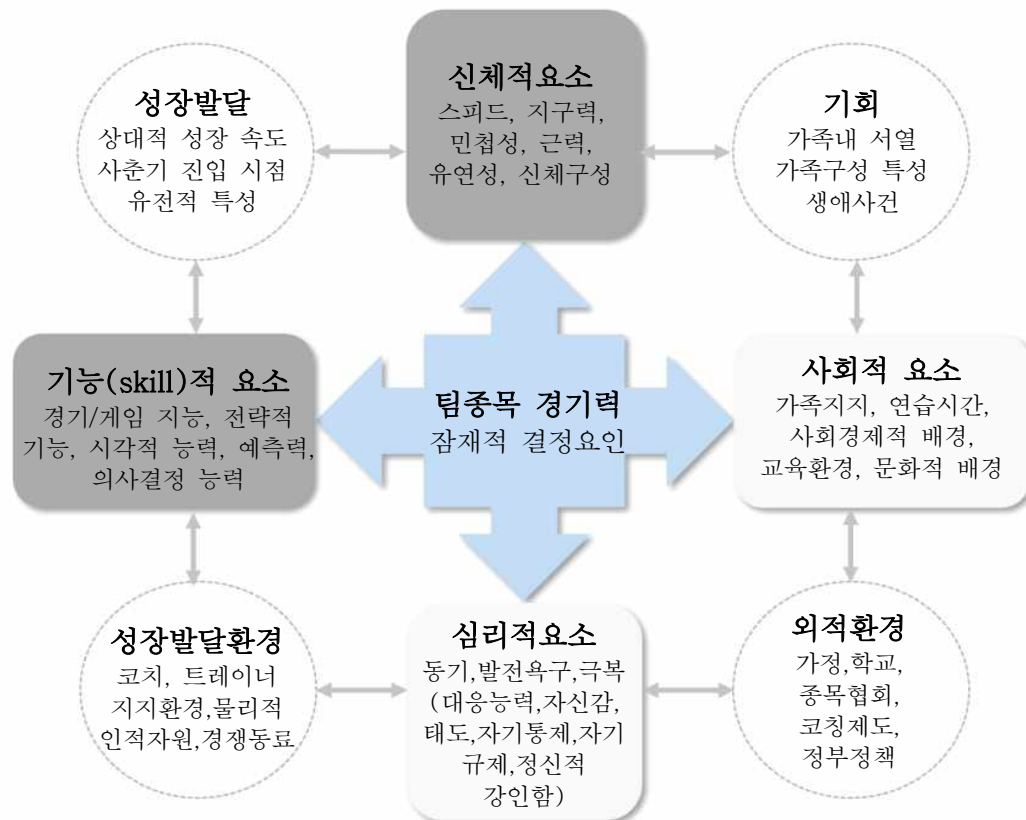 신체적요소
스피드, 지구력,
민첩성, 근력,
유연성, 신체구성
성장발달
상대적 성장 속도
사춘기 진입 시점
유전적 특성
기회
가족내 서열
가족구성 특성
생애사건
기능(skill)적 요소
경기/게임 지능, 전략적
기능, 시각적 능력, 예측력,
의사결정 능력
팀종목 경기력
잠재적 결정요인
사회적 요소
가족지지, 연습시간,
사회경제적 배경,
교육환경, 문화적 배경
성장발달환경
코치, 트레이너
지지환경,물리적
인적자원,경쟁동료
심리적요소
동기,발전욕구,극복
(대응능력,자신감,
태도,자기통제,자기
규제,정신적
강인함)
외적환경
가정,학교,
종목협회,
코칭제도,
정부정책